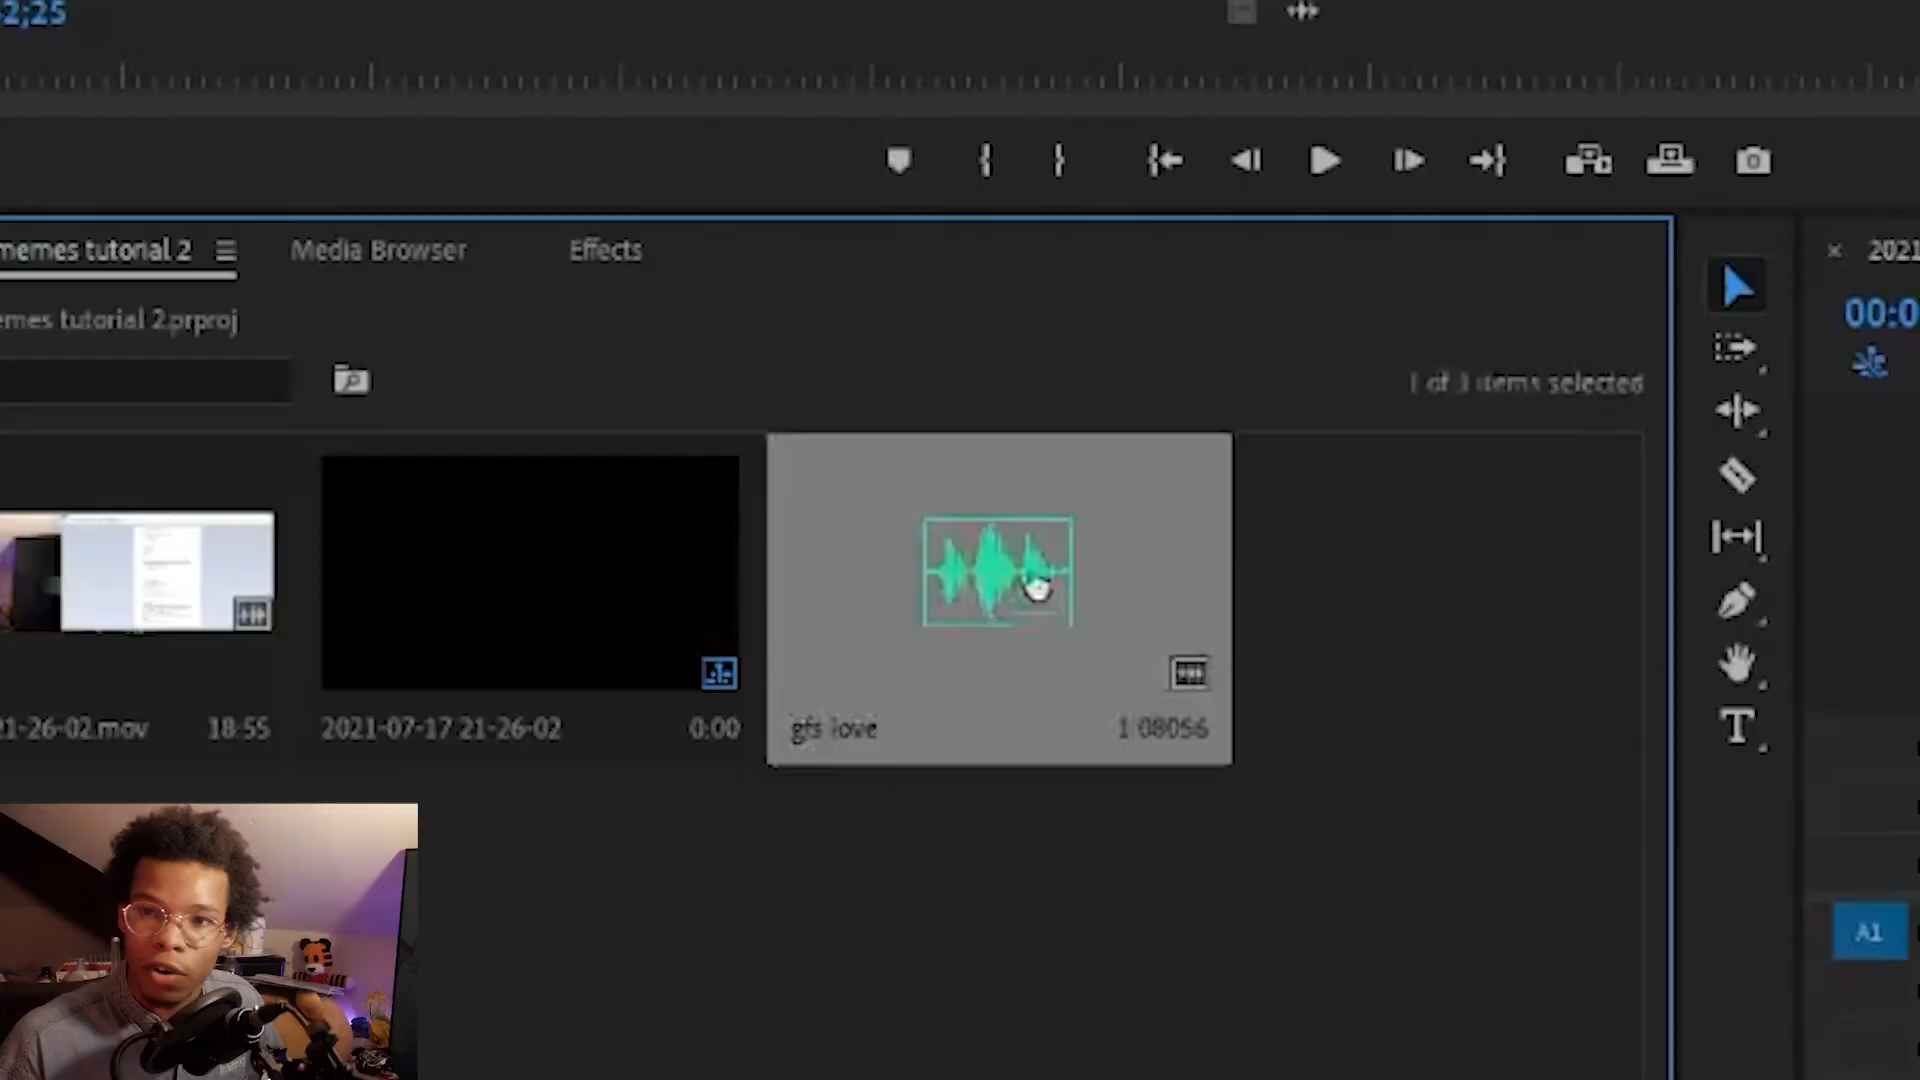 2;25
memes tutorial 2
Media Browser
Effects
2021
emes tutorial 2.prproj
00:0
1 of 3 items selected
1-26-02.mov
18:55
2021-07-17 21-26-02
0:00
gfs love
1:08056
T
A1